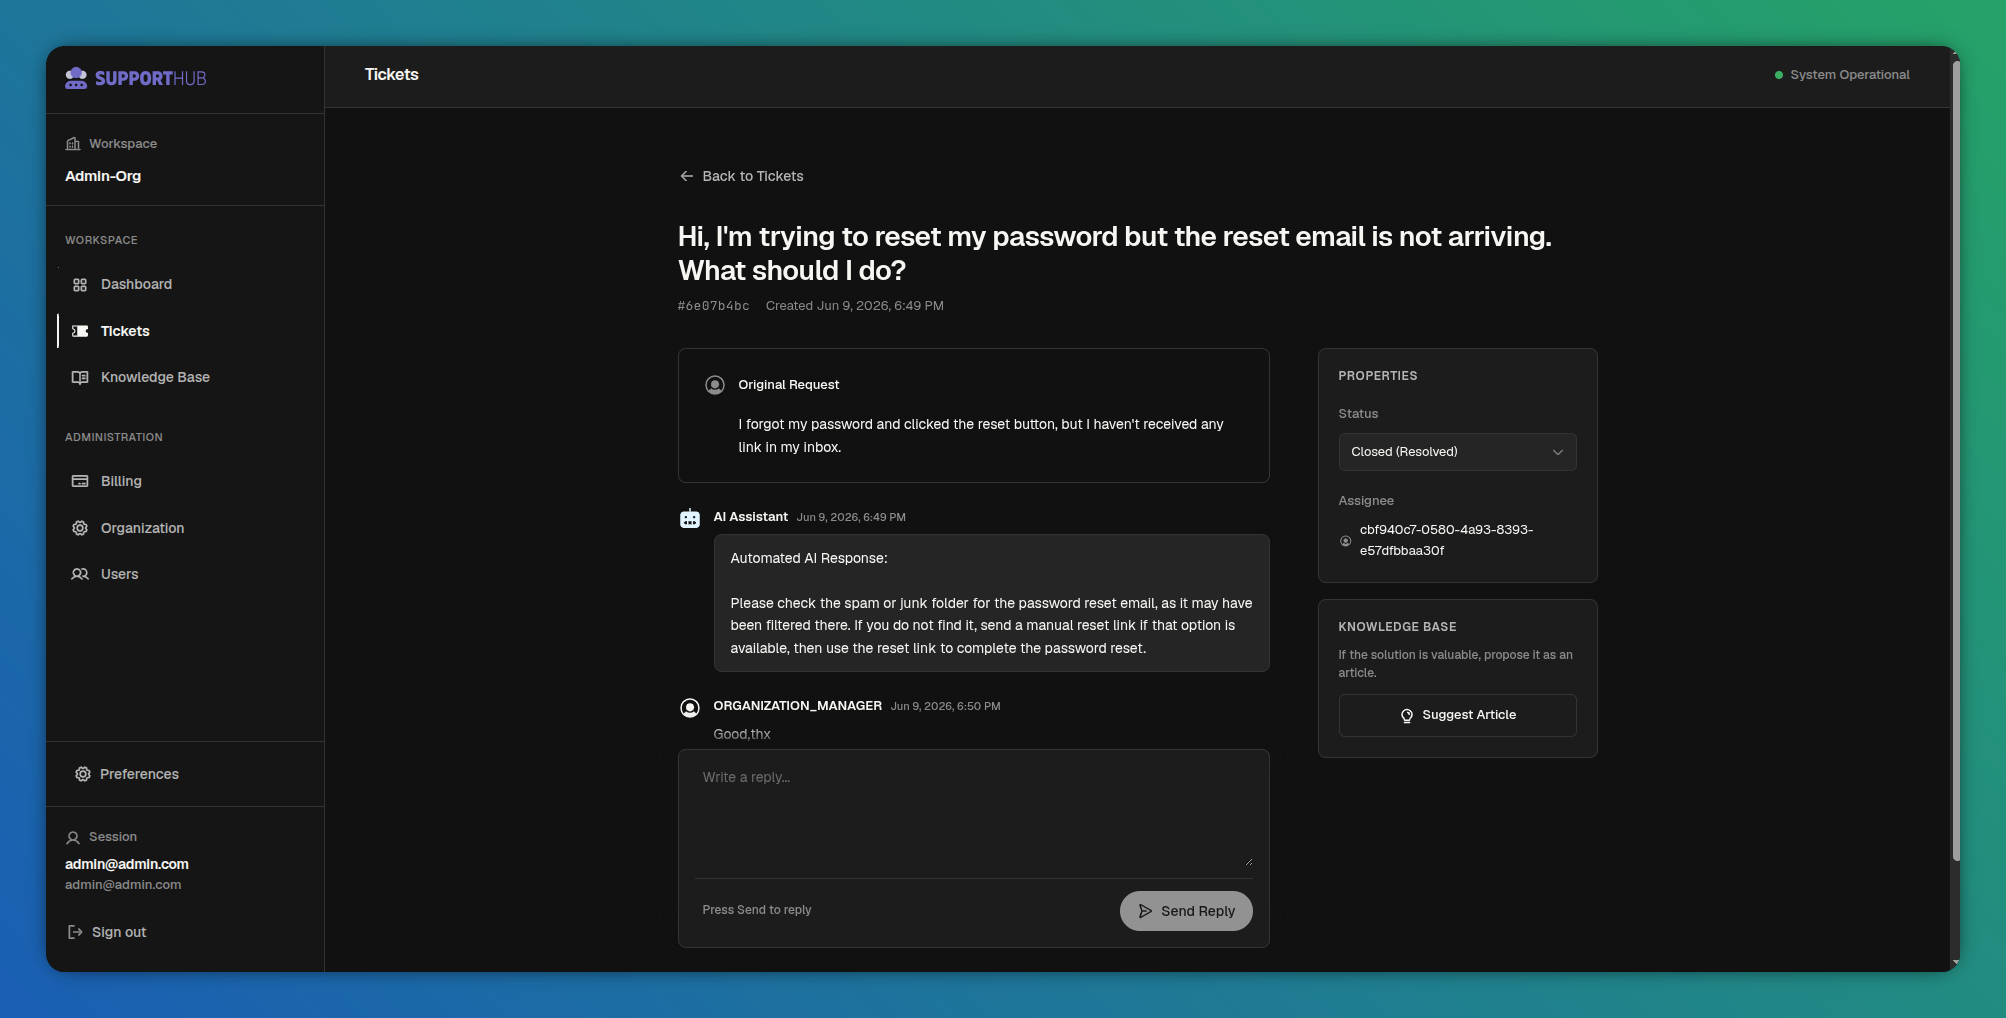 SUPPORTHUB
Workspace
Admin-Org
WORKSPACE
Dashboard
Tickets
Knowledge Base
ADMINISTRATION
Billing
Organization
Users
Preferences
Session
admin@admin.com
admin@admin.com
Sign out
Tickets
System Operational
Back to Tickets
Hi, I'm trying to reset my password but the reset email is not arriving.
What should I do?
#6e07b4bc Created Jun 9, 2026, 6:49 PM
Original Request
I forgot my password and clicked the reset button, but I haven't received any
link in my inbox.
AI Assistant Jun 9, 2026, 6:49 PM
Automated AI Response:
Please check the spam or junk folder for the password reset email, as it may have
been filtered there. If you do not find it, send a manual reset link if that option is
available, then use the reset link to complete the password reset.
ORGANIZATION_MANAGER Jun 9, 2026, 6:50 PM
Good,thx
Write a reply...
Press Send to reply
Send Reply
PROPERTIES
Status
Closed (Resolved)
Assignee
cbf940c7-0580-4a93-8393-
e57dfbbaa30f
KNOWLEDGE BASE
If the solution is valuable, propose it as an
article.
Suggest Article